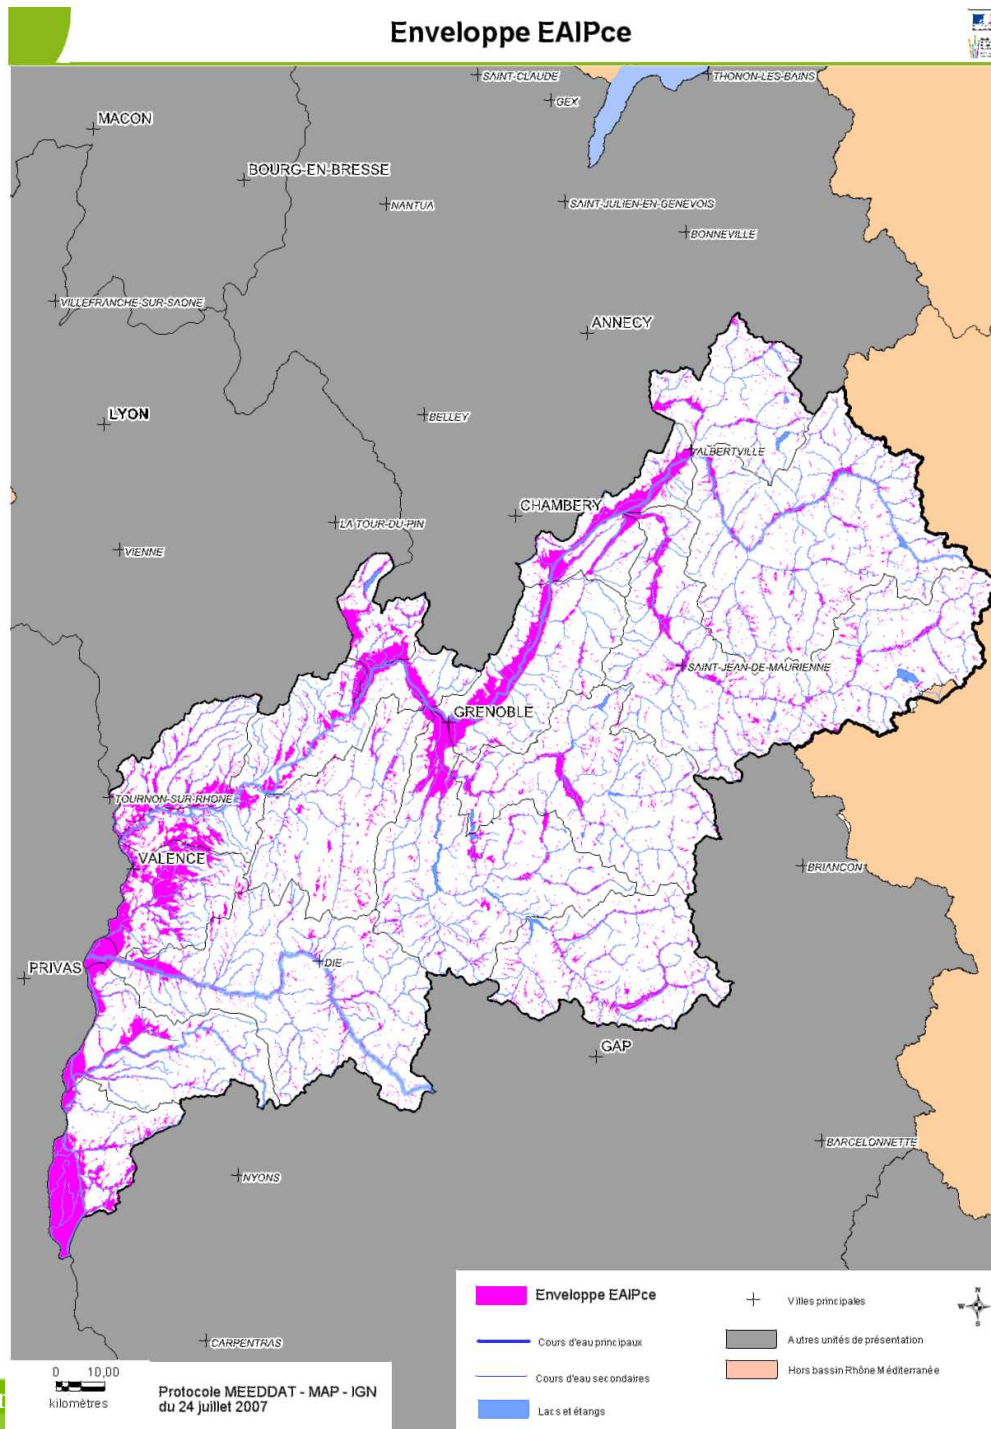 Enveloppe EAIPce
SAINT-CLAUDE
THONON-LES-BAINS
GEX
MACON
BOURG-EN-BRESSE
NANTUA
SAINT-JULIEN-EN-GENEVOIS
BONNEVILLE
VILLEFRANCHE-SUR-SAONE
ANNECY
LYON
BELLEY
ALBERTVILLE
CHAMBERY
LA TOUR-DU-PIN
VIENNE
SAINT-JEAN-DE-MAURIENNE
GRENOBLE
TOURNON-SUR-RHONE
VALENCE
BRIANCON
PRIVAS
DIE
GAP
BARCELONNETTE
NYONS
CARPENTRAS
Enveloppe EAIPce
Cours d'eau principaux
Cours d'eau secondaires
Lacs et étangs
Villes principales
Autres unités de présentation
Hors bassin Rhône Méditerranée
N
W
S
0 10,00
kilomètres
Protocole MEEDDAT - MAP - IGN
du 24 juillet 2007